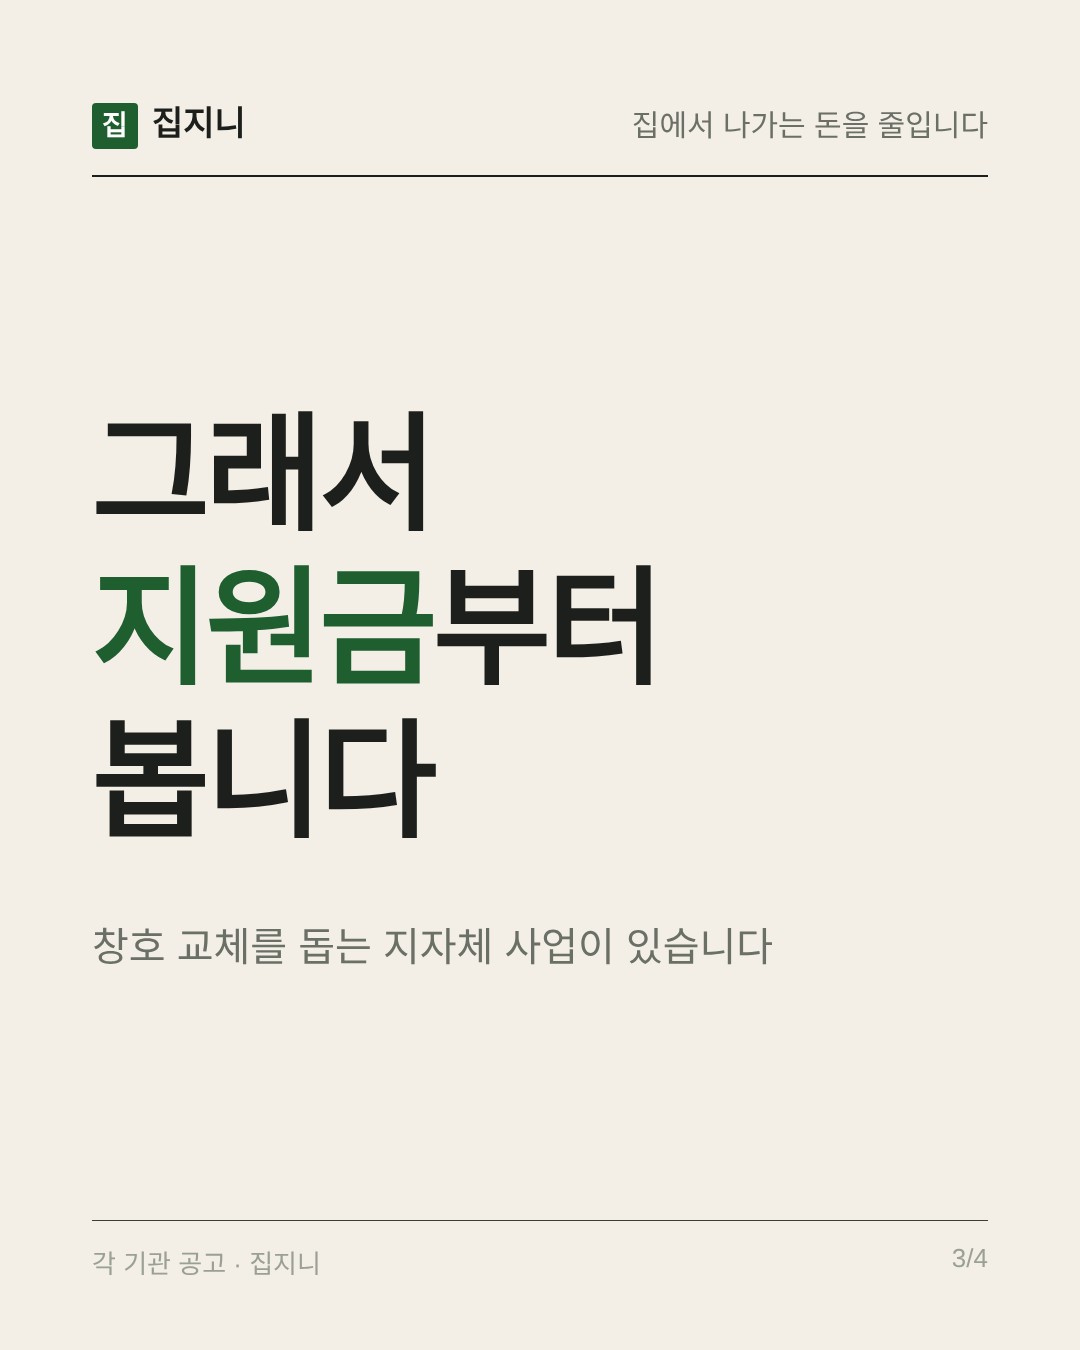 집 집지니
집에서 나가는 돈을 줄입니다
그래서
지원금부터
봅니다
창호 교체를 돕는 지자체 사업이 있습니다
각 기관 공고 · 집지니
3/4